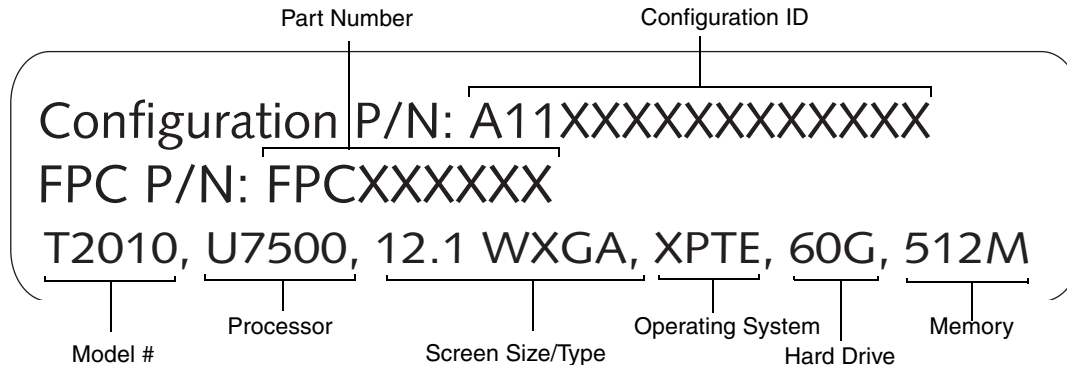 Part Number
Configuration ID
Configuration P/N: A11XXXXXXXXXXXX
FPC P/N: FPCXXXXXX
T2010, U7500, 12.1 WXGA, XPTE, 60G, 512M
Processor
Operating System
Memory
Model #
Screen Size/Type
Hard Drive